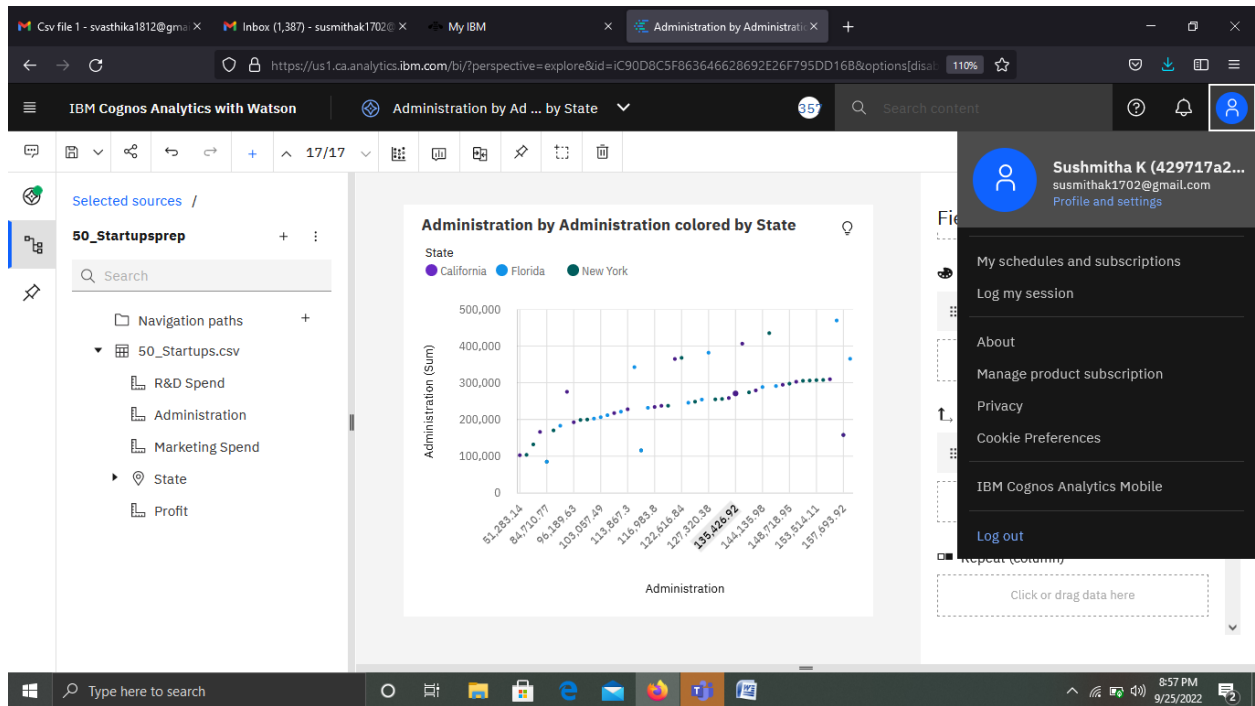 Csv file 1 - svasthika1812@gmai
Inbox (1,387) - susmithak1702@
My IBM
Administration by Administratio
https://us1.ca.analytics.ibm.com/bi/?perspective=explore&id=iC90D8C5F863646628692E26F795DD16B8&options[disal
110%
IBM Cognos Analytics with Watson
Administration by Ad ... by State
357
Search content
17/17
Sushmitha K (429717a2...
susmithak1702@gmail.com
Profile and settings
My schedules and subscriptions
Log my session
About
Manage product subscription
Privacy
Cookie Preferences
IBM Cognos Analytics Mobile
Log out
Selected sources /
50_Startupsprep
Search
Navigation paths
50_Startups.csv
R&D Spend
Administration
Marketing Spend
State
Profit
Administration by Administration colored by State
State
California
Florida
New York
Administration (Sum)
500,000
400,000
300,000
200,000
100,000
0
51,283.14
84,710.77
96,189.63
103,057.49
113,867.3
116,983.8
122,616.84
127,320.38
135,426.92
144,135.98
148,718.95
153,514.11
157,693.92
Administration
Fie
Repeat (column)
Click or drag data here
Type here to search
8:57 PM
9/25/2022
2